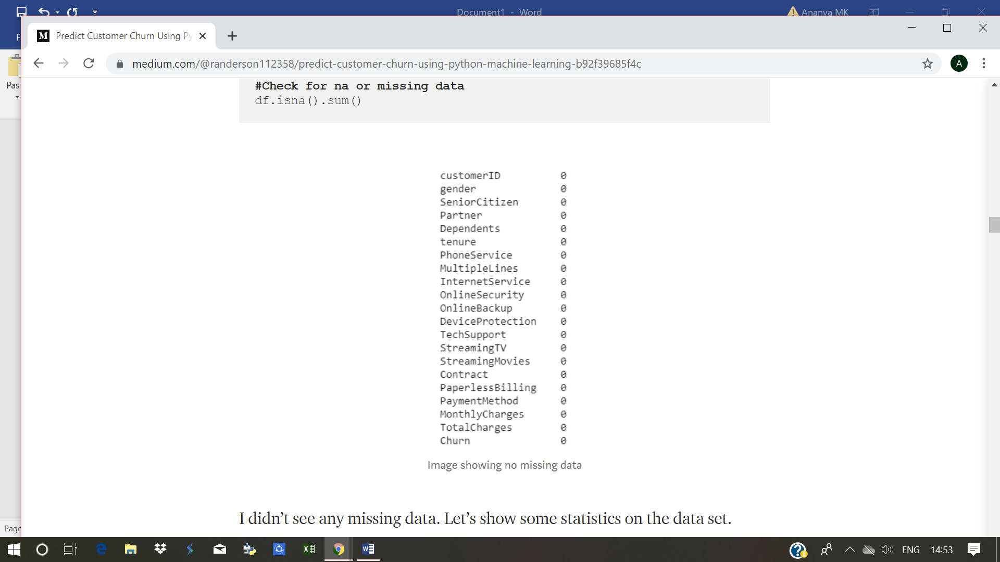 Document1 - Word
Ananya MK
F
Predict Customer Churn Using Py
medium.com/@randerson112358/predict-customer-churn-using-python-machine-learning-b92f39685f4c
A
Pas
#Check for na or missing data
df.isna().sum()
customerID 0
gender 0
SeniorCitizen 0
Partner 0
Dependents 0
tenure 0
PhoneService 0
MultipleLines 0
InternetService 0
OnlineSecurity 0
OnlineBackup 0
DeviceProtection 0
TechSupport 0
StreamingTV 0
StreamingMovies 0
Contract 0
PaperlessBilling 0
PaymentMethod 0
MonthlyCharges 0
TotalCharges 0
Churn 0
Image showing no missing data
I didn’t see any missing data. Let’s show some statistics on the data set.
Page
ENG 14:53